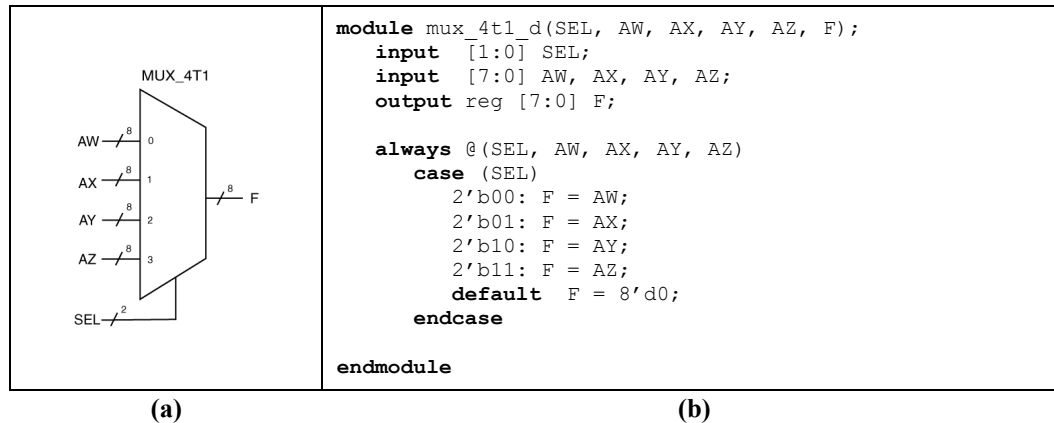 MUX_4T1
AW 8 0
AX 8 1
8 F
AY 8 2
AZ 8 3
SEL 2
module mux_4t1_d(SEL, AW, AX, AY, AZ, F);
input [1:0] SEL;
input [7:0] AW, AX, AY, AZ;
output reg [7:0] F;
always @(SEL, AW, AX, AY, AZ)
case (SEL)
2’b00: F = AW;
2’b01: F = AX;
2’b10: F = AY;
2’b11: F = AZ;
default F = 8’d0;
endcase
endmodule
(a)
(b)